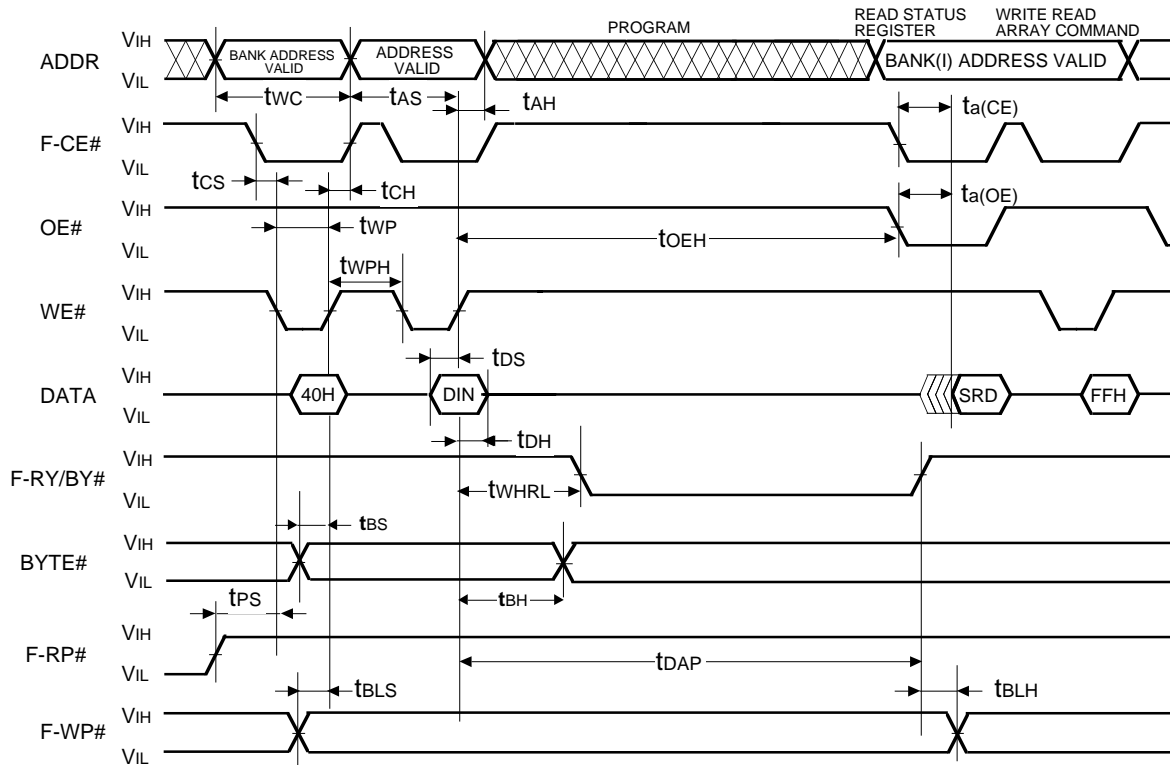 PROGRAM
READ STATUS REGISTER
WRITE READ ARRAY COMMAND
ADDR
VIH
VIL
BANK ADDRESS VALID
ADDRESS VALID
BANK(I) ADDRESS VALID
tWC
tAS
tAH
ta(CE)
F-CE#
VIH
VIL
tCS
tCH
ta(OE)
OE#
VIH
VIL
tWP
tOEH
tWPH
WE#
VIH
VIL
tDS
DATA
VIH
VIL
40H
DIN
SRD
FFH
tDH
F-RY/BY#
VIH
VIL
tWHRL
tBS
BYTE#
VIH
VIL
tBH
tPS
F-RP#
VIH
VIL
tDAP
tBLS
tBLH
F-WP#
VIH
VIL